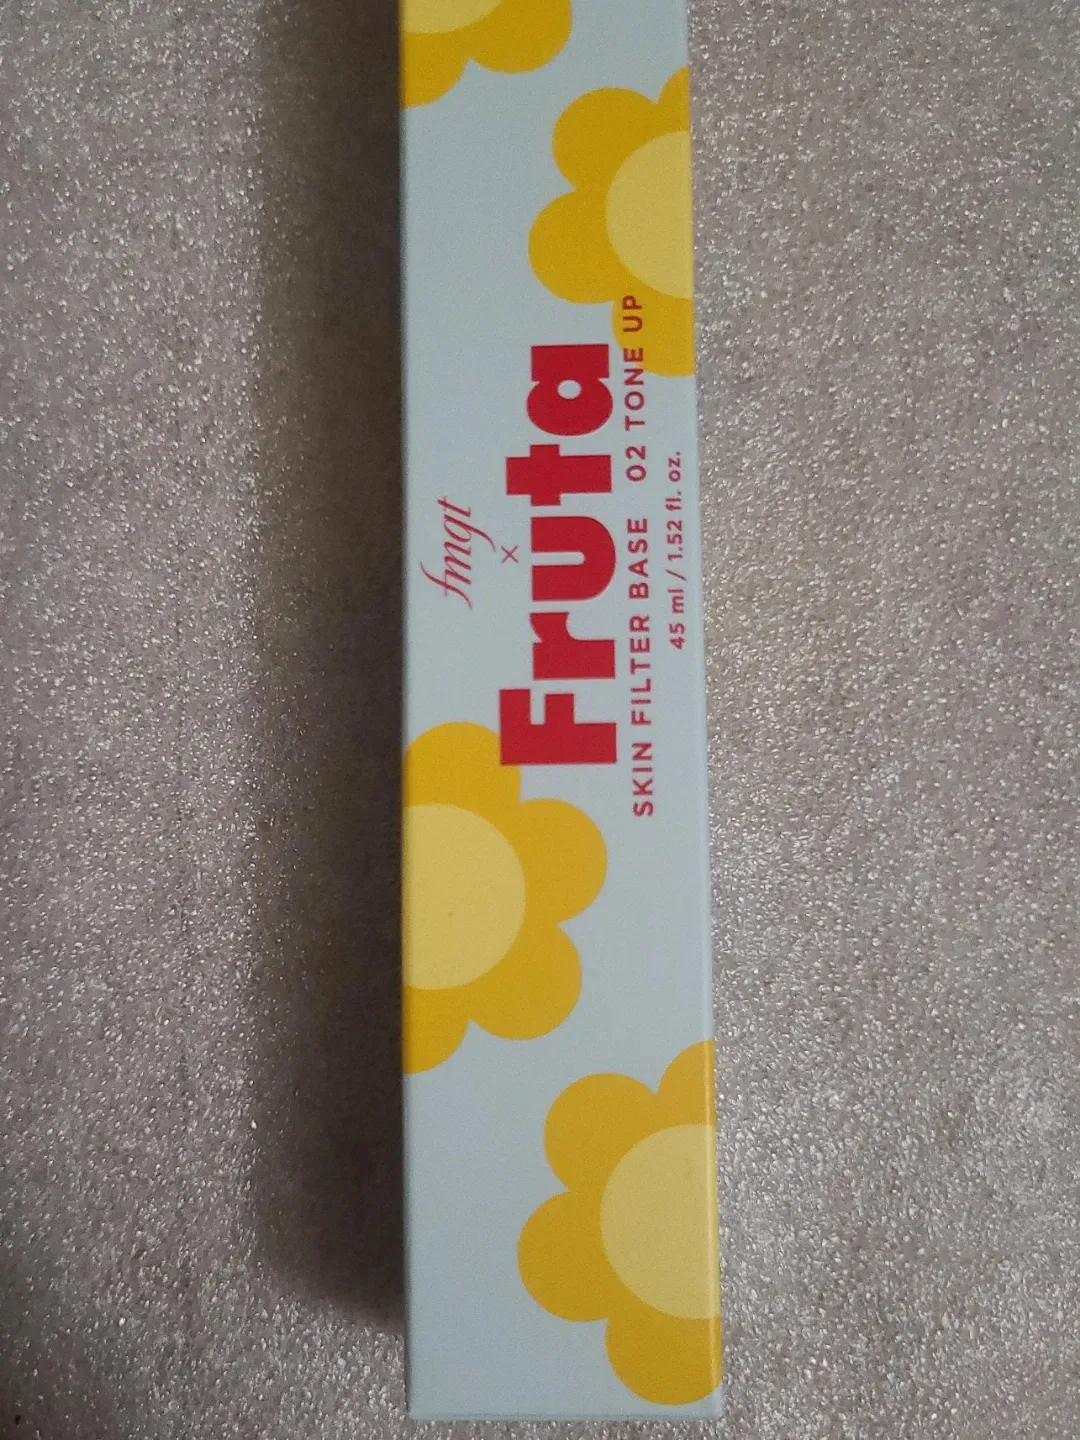 fmgt
×
Fruta
SKIN FILTER BASE 02 TONE UP
45 ml / 1.52 fl. oz.